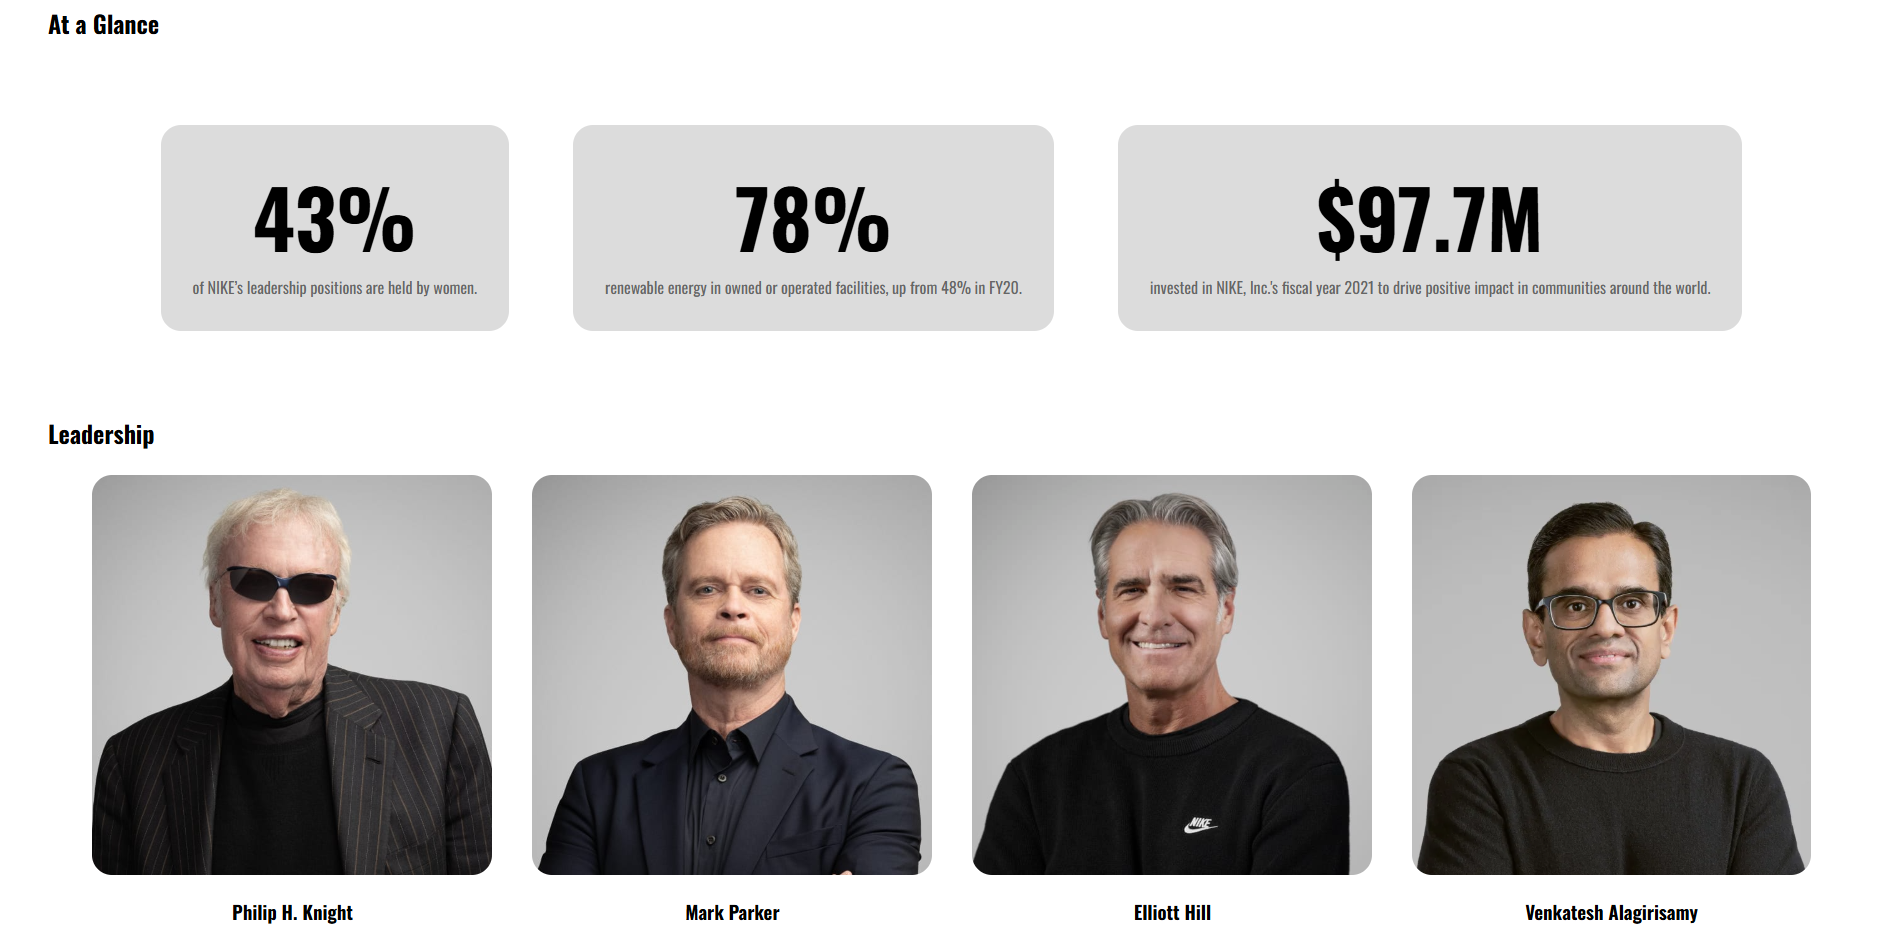 At a Glance
43%
of NIKE's leadership positions are held by women.
78%
renewable energy in owned or operated facilities, up from 48% in FY20.
$97.7M
invested in NIKE, Inc.'s fiscal year 2021 to drive positive impact in communities around the world.
Leadership
NIKE
Philip H. Knight
Mark Parker
Elliott Hill
Venkatesh Alagirisamy